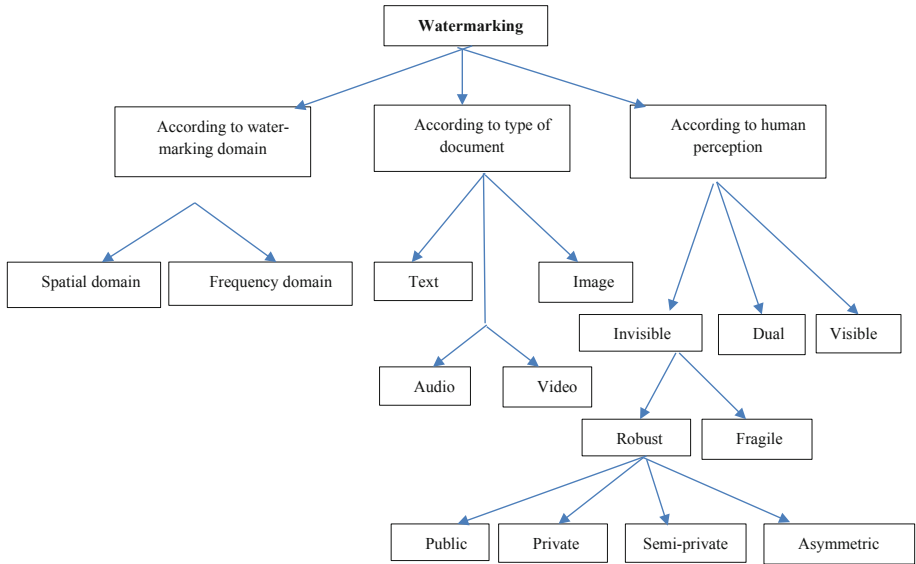 Watermarking
According to water-
marking domain
According to type of
document
According to human
perception
Spatial domain
Frequency domain
Text
Image
Invisible
Dual
Visible
Audio
Video
Robust
Fragile
Public
Private
Semi-private
Asymmetric